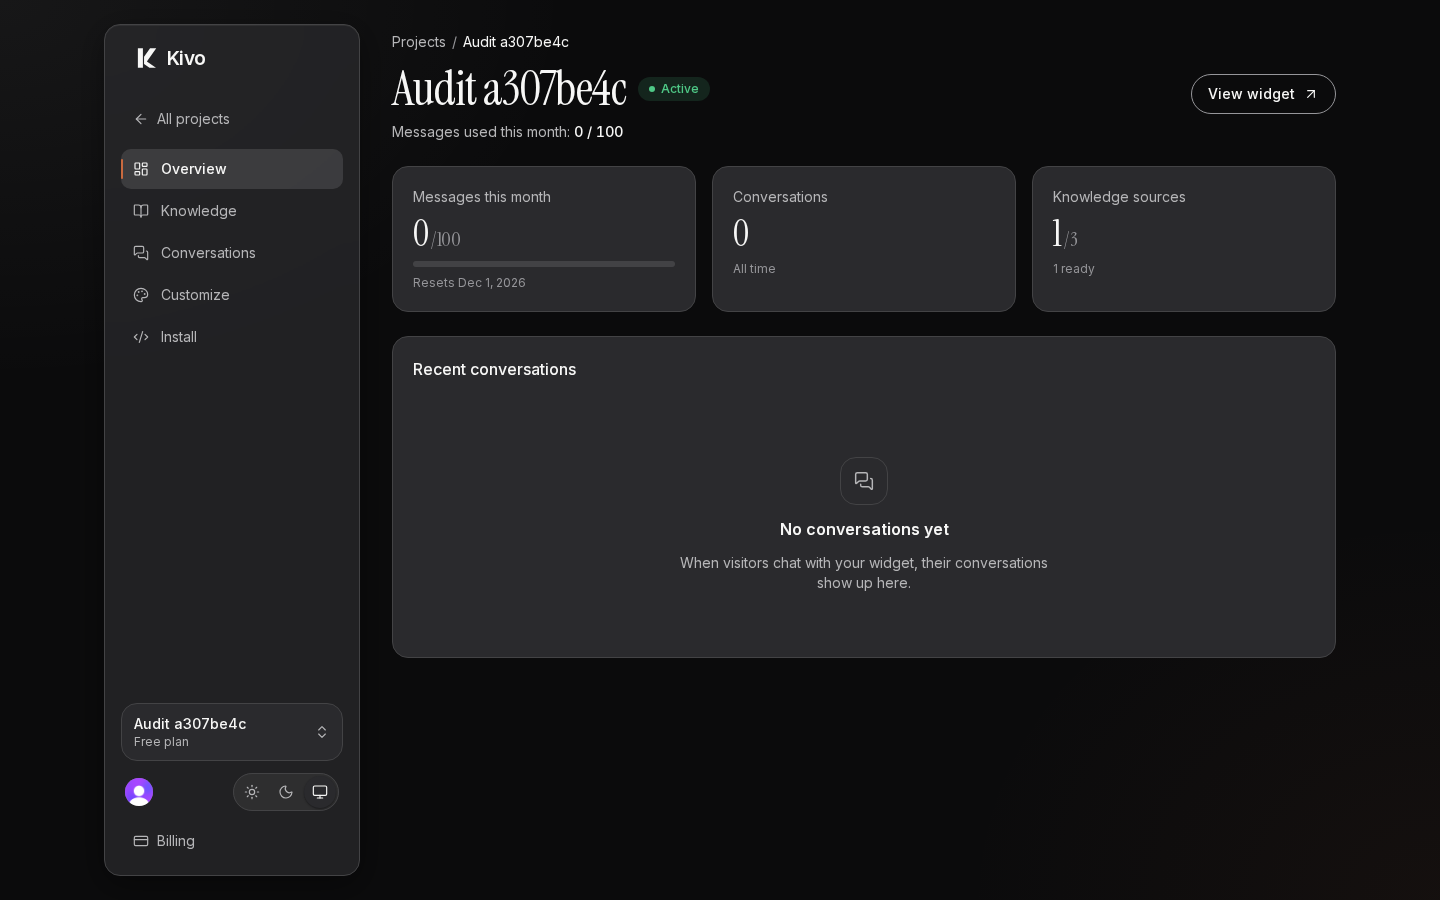 Kivo
All projects
Overview
Knowledge
Conversations
Customize
Install
Audit a307be4c
Free plan
Billing
Projects / Audit a307be4c
Audit a307be4c
Active
Messages used this month: 0 / 100
View widget
Messages this month
0/100
Resets Dec 1, 2026
Conversations
0
All time
Knowledge sources
1/3
1 ready
Recent conversations
No conversations yet
When visitors chat with your widget, their conversations
show up here.